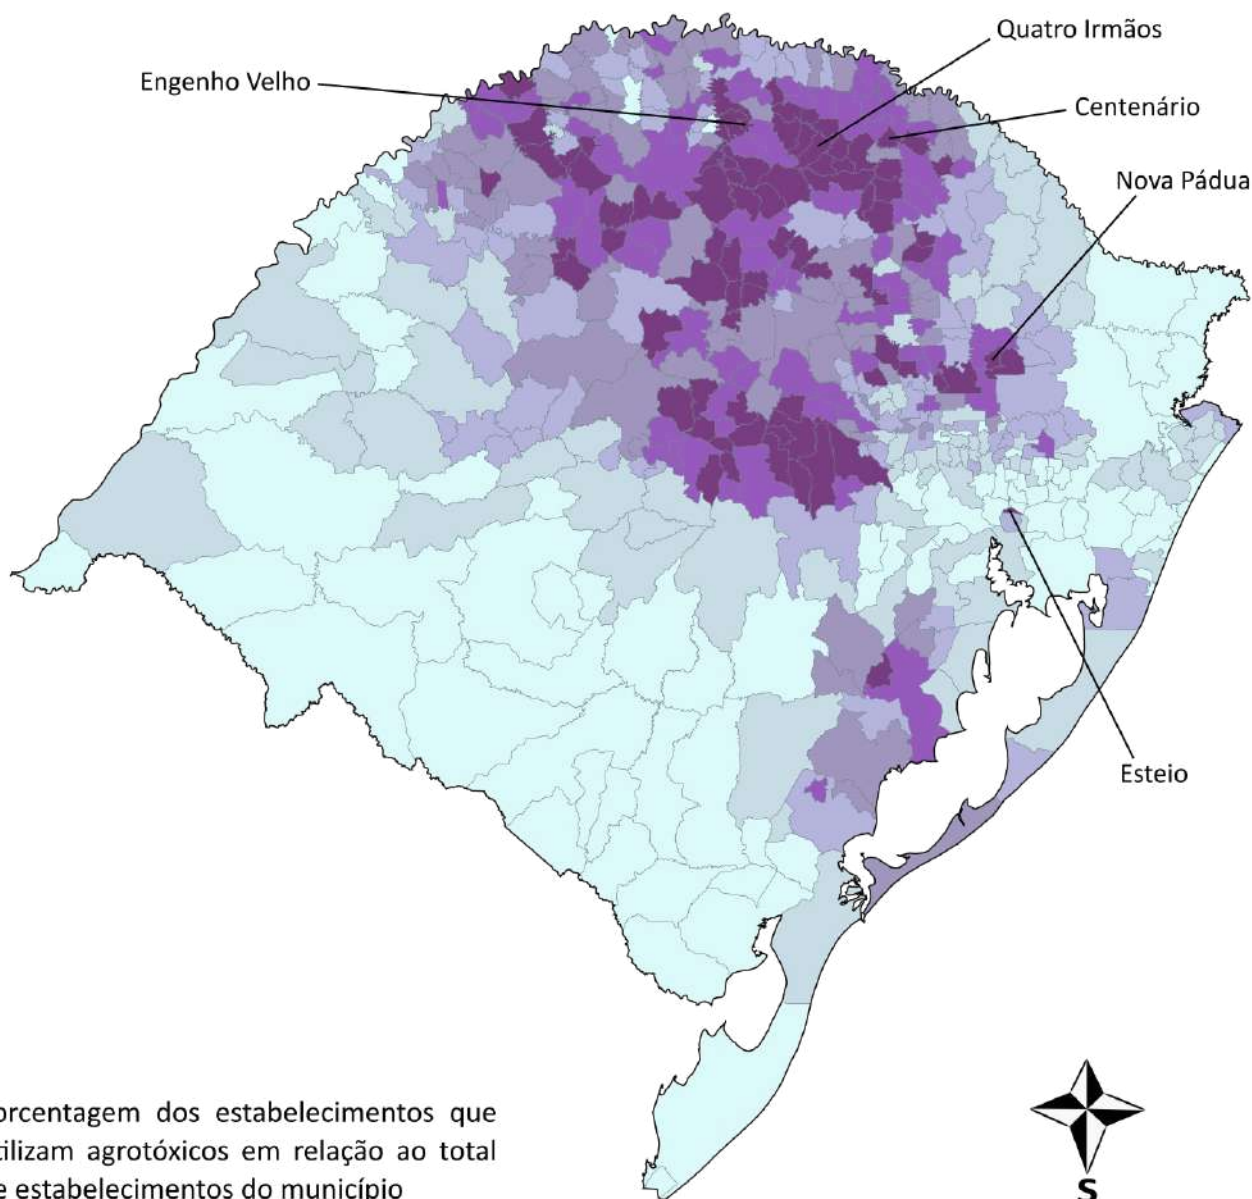 Quatro Irmãos
Engenho Velho
Centenário
Nova Pádua
Esteio
orcentagem dos estabelecimentos que
tilizam agrotóxicos em relação ao total
e estabelecimentos do município
S